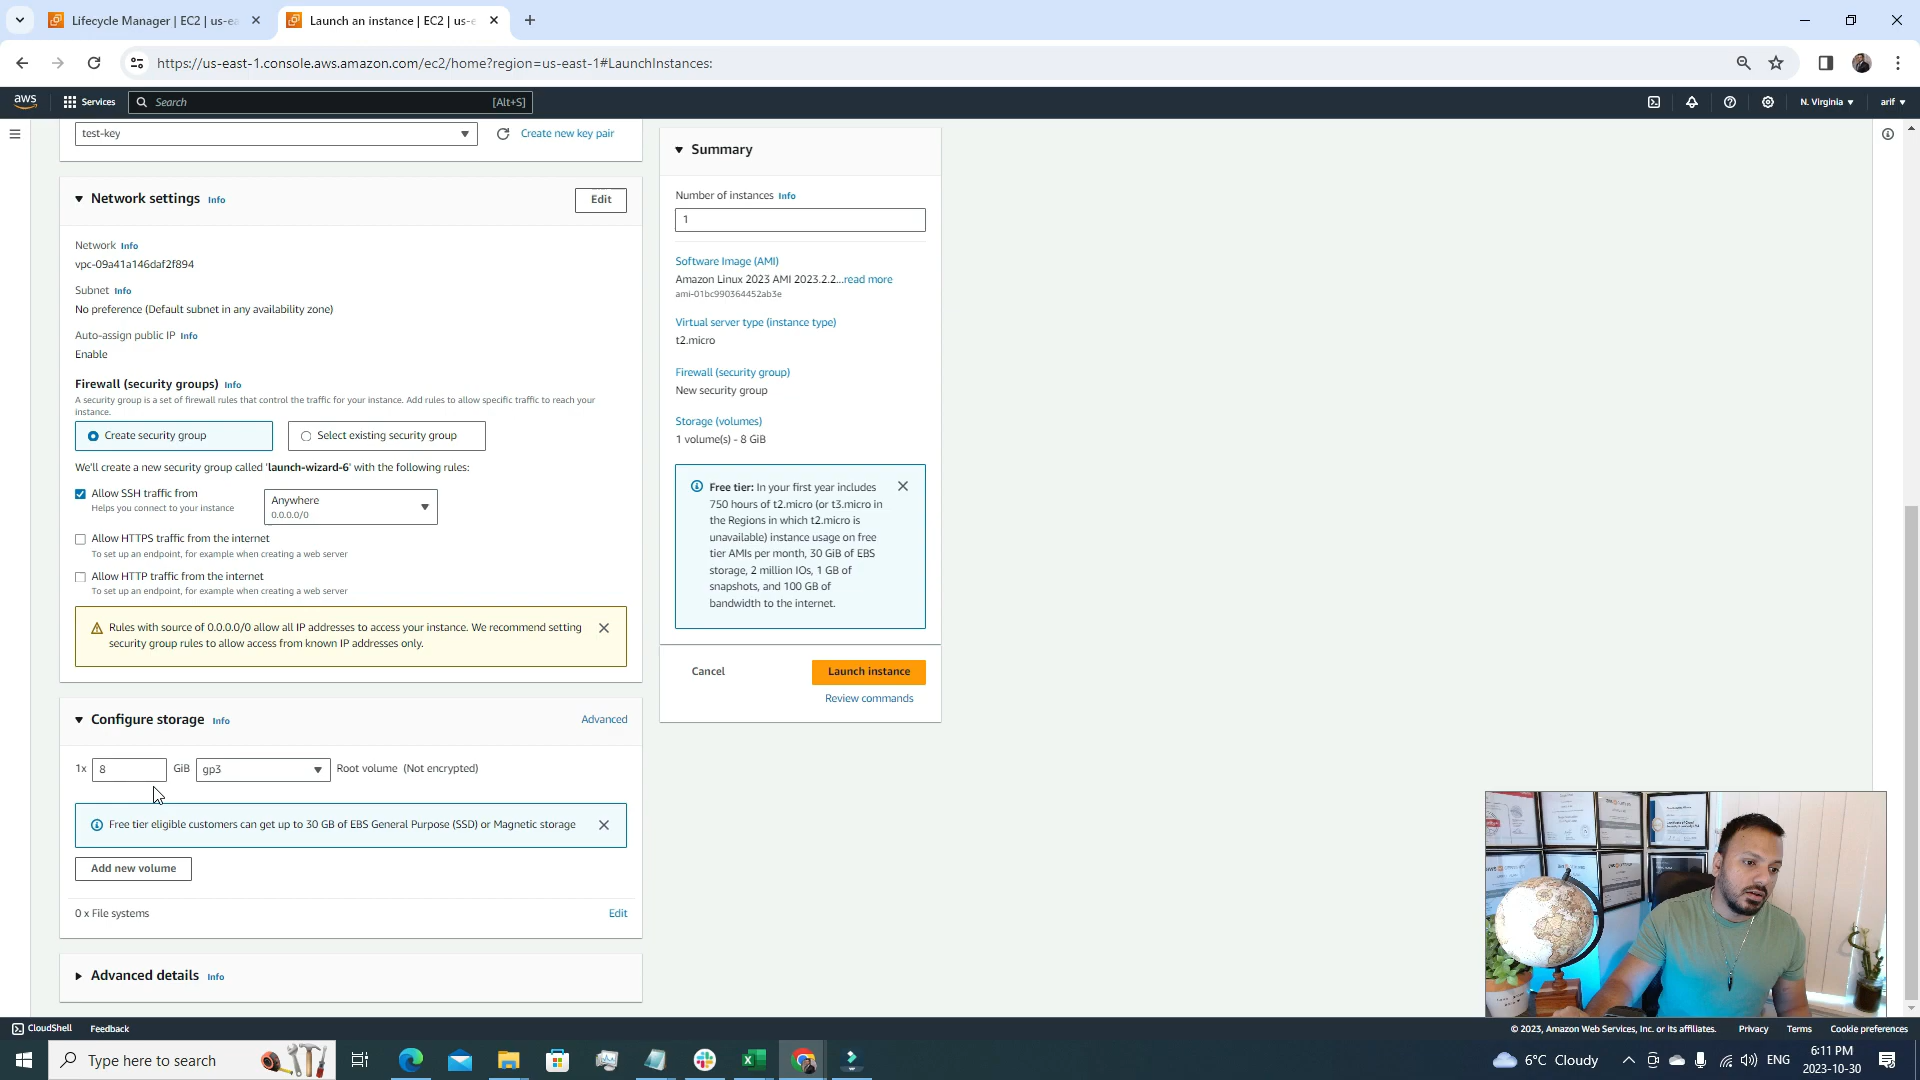 Lifecycle Manager | EC2 | us-ea
Launch an instance | EC2 | us-e
https://us-east-1.console.aws.amazon.com/ec2/home?region=us-east-1#LaunchInstances:
aws
Services
Search
[Alt+S]
N. Virginia
arif
test-key
Create new key pair
Network settings Info
Edit
Network Info
vpc-09a41a146daf2f894
Subnet Info
No preference (Default subnet in any availability zone)
Auto-assign public IP Info
Enable
Firewall (security groups) Info
A security group is a set of firewall rules that control the traffic for your instance. Add rules to allow specific traffic to reach your
instance.
Create security group
Select existing security group
We'll create a new security group called 'launch-wizard-6' with the following rules:
Allow SSH traffic from
Helps you connect to your instance
Anywhere
0.0.0.0/0
Allow HTTPS traffic from the internet
To set up an endpoint, for example when creating a web server
Allow HTTP traffic from the internet
To set up an endpoint, for example when creating a web server
Rules with source of 0.0.0.0/0 allow all IP addresses to access your instance. We recommend setting
security group rules to allow access from known IP addresses only.
Configure storage Info
Advanced
1x 8 GiB gp3 Root volume (Not encrypted)
Free tier eligible customers can get up to 30 GB of EBS General Purpose (SSD) or Magnetic storage
Add new volume
0 x File systems
Edit
Advanced details Info
Summary
Number of instances Info
1
Software Image (AMI)
Amazon Linux 2023 AMI 2023.2.2...read more
ami-01bc990364452ab3e
Virtual server type (instance type)
t2.micro
Firewall (security group)
New security group
Storage (volumes)
1 volume(s) - 8 GiB
Free tier: In your first year includes
750 hours of t2.micro (or t3.micro in
the Regions in which t2.micro is
unavailable) instance usage on free
tier AMIs per month, 30 GiB of EBS
storage, 2 million IOs, 1 GB of
snapshots, and 100 GB of
bandwidth to the internet.
Cancel
Launch instance
Review commands
CloudShell
Feedback
© 2023, Amazon Web Services, Inc. or its affiliates.
Privacy
Terms
Cookie preferences
Type here to search
6°C Cloudy
ENG
6:11 PM
2023-10-30